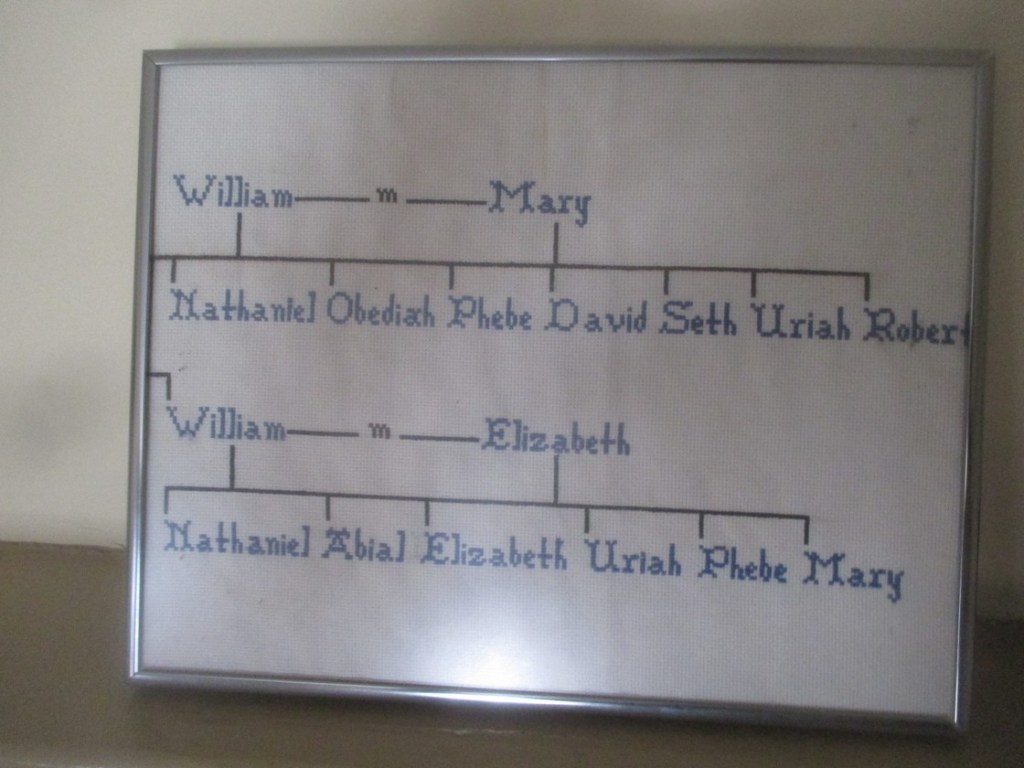 William m Mary
Nathaniel Obediah Phebe David Seth Uriah Robert
William m Elizabeth
Nathaniel Abial Elizabeth Uriah Phebe Mary